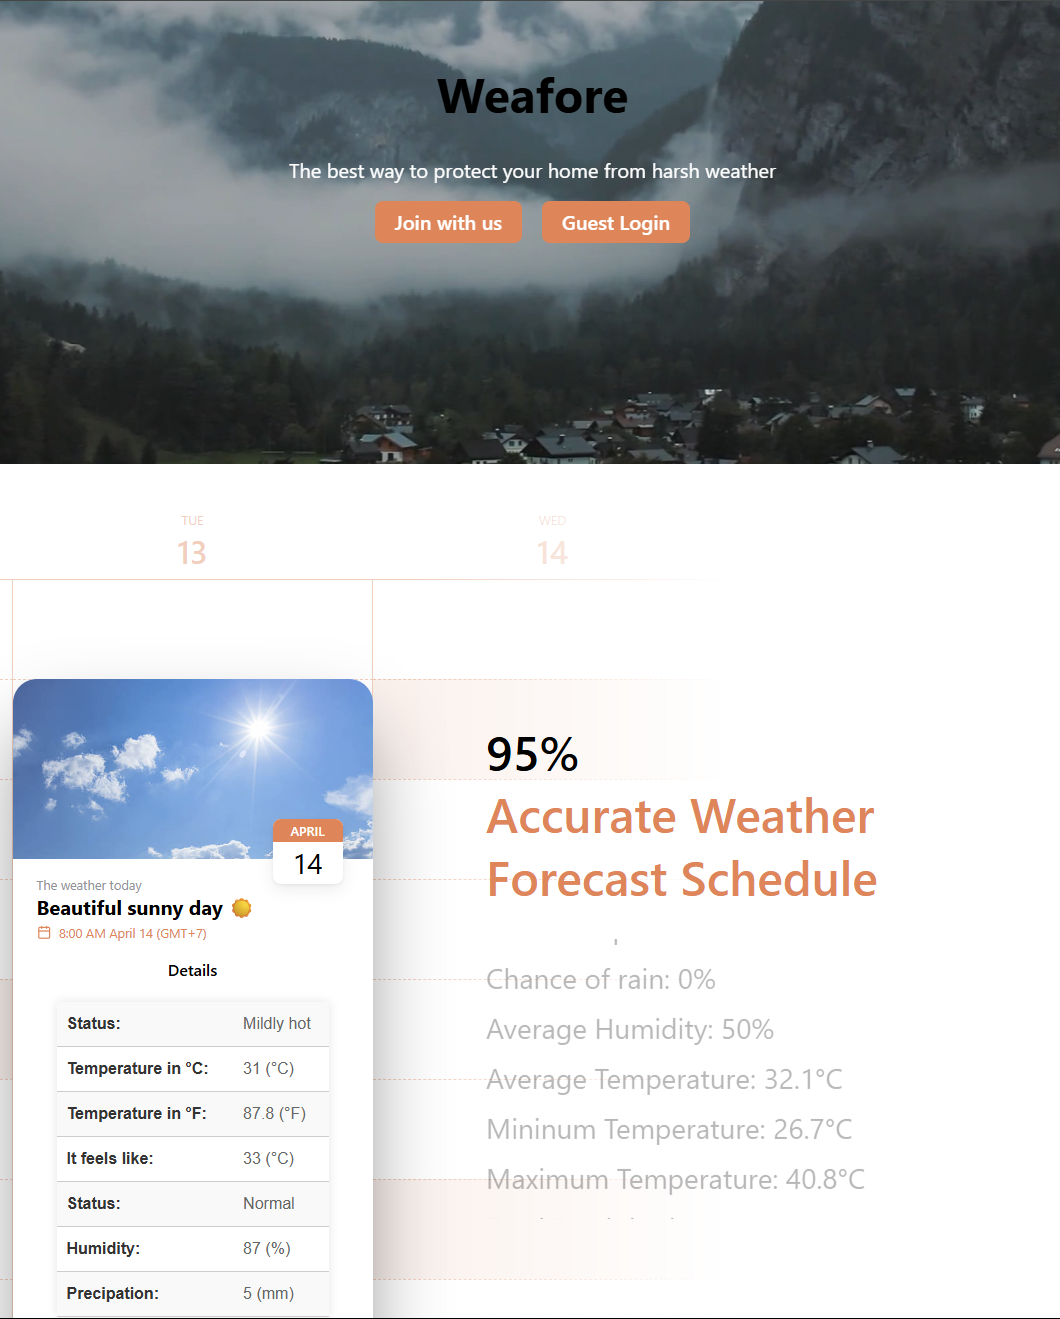 Weafore
The best way to protect your home from harsh weather
Join with us
Guest Login
TUE
13
WED
14
APRIL
14
The weather today
Beautiful sunny day
8:00 AM April 14 (GMT+7)
Details
Status: Mildly hot
Temperature in °C: 31 (°C)
Temperature in °F: 87.8 (°F)
It feels like: 33 (°C)
Status: Normal
Humidity: 87 (%)
Precipation: 5 (mm)
95%
Accurate Weather
Forecast Schedule
Chance of rain: 0%
Average Humidity: 50%
Average Temperature: 32.1°C
Mininum Temperature: 26.7°C
Maximum Temperature: 40.8°C